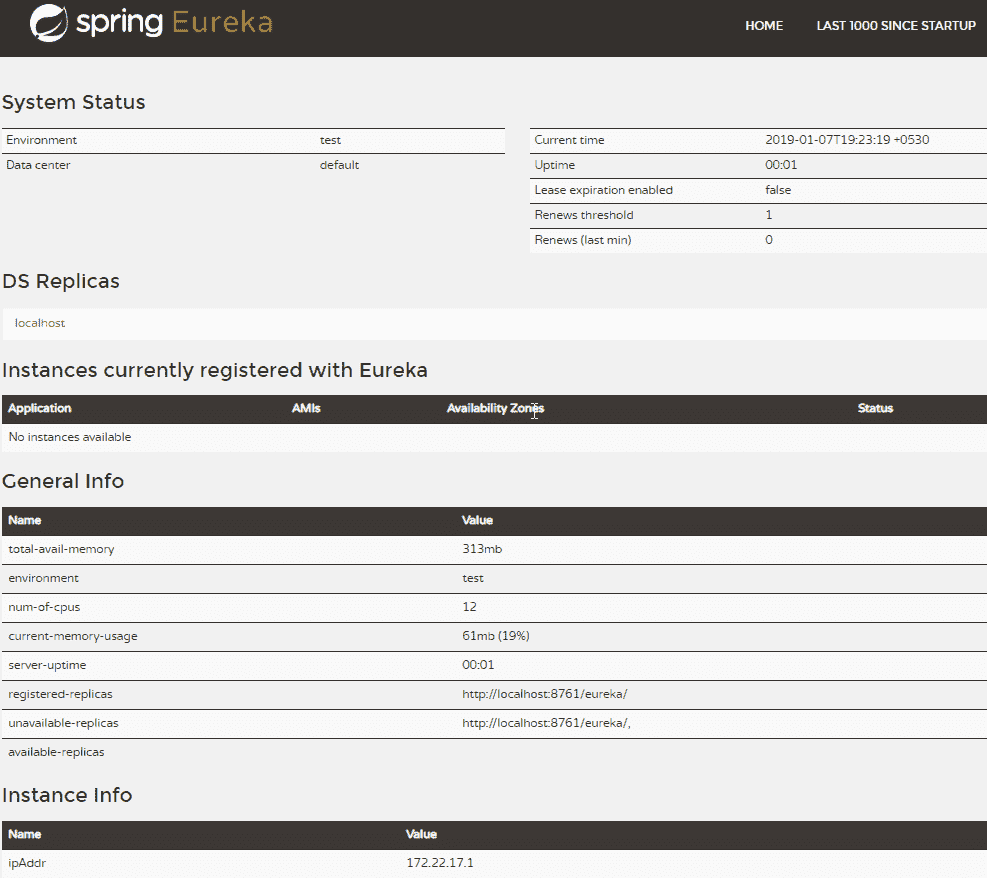 spring Eureka HOME LAST 1000 SINCE STARTUP
System Status
Environment test
Data center default
Current time 2019-01-07T19:23:19 +0530
Uptime 00:01
Lease expiration enabled false
Renews threshold 1
Renews (last min) 0
DS Replicas
localhost
Instances currently registered with Eureka
Application AMIs Availability Zones Status
No instances available
General Info
Name Value
total-avail-memory 313mb
environment test
num-of-cpus 12
current-memory-usage 61mb (19%)
server-uptime 00:01
registered-replicas http://localhost:8761/eureka/
unavailable-replicas http://localhost:8761/eureka/,
available-replicas
Instance Info
Name Value
ipAddr 172.22.17.1